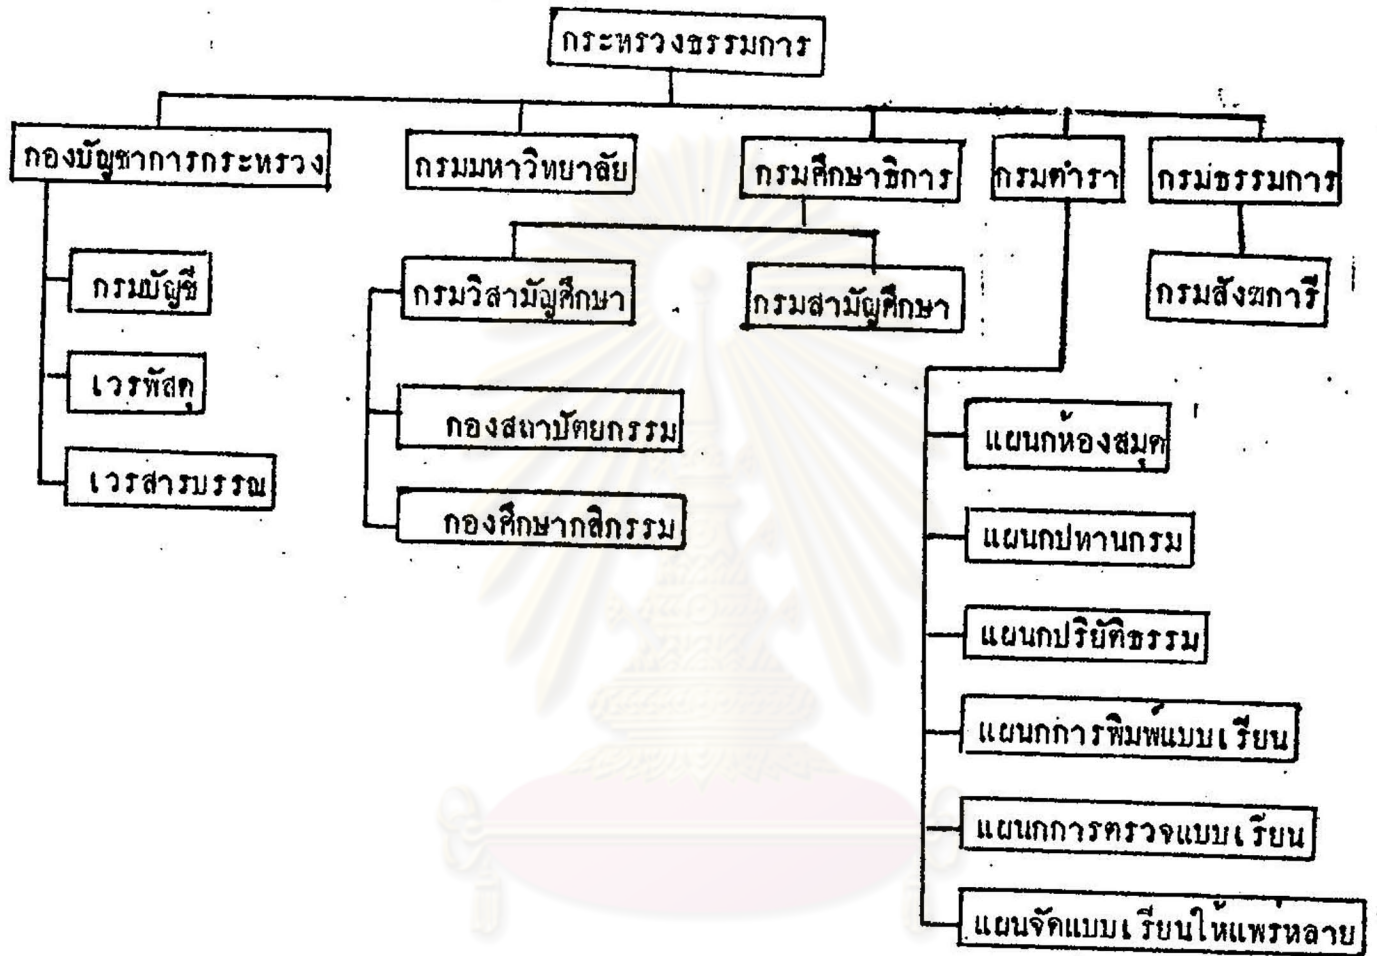 กระทรวงธรรมการ
กองบัญชาการกระทรวง
กรมมหาวิทยาลัย
กรมศึกษาธิการ
กรมตำรา
กรมธรรมการ
กรมบัญชี
เวรพัสดุ
เวรสารบรรณ
กรมวิสามัญศึกษา
กรมสามัญศึกษา
กรมสังฆการี
กองสถาปัตยกรรม
กองศึกษากสิกรรม
แผนกห้องสมุด
แผนกปทานกรม
แผนกปริยัติธรรม
แผนกการพิมพ์แบบเรียน
แผนกการตรวจแบบเรียน
แผนจัดแบบเรียนให้แพร่หลาย